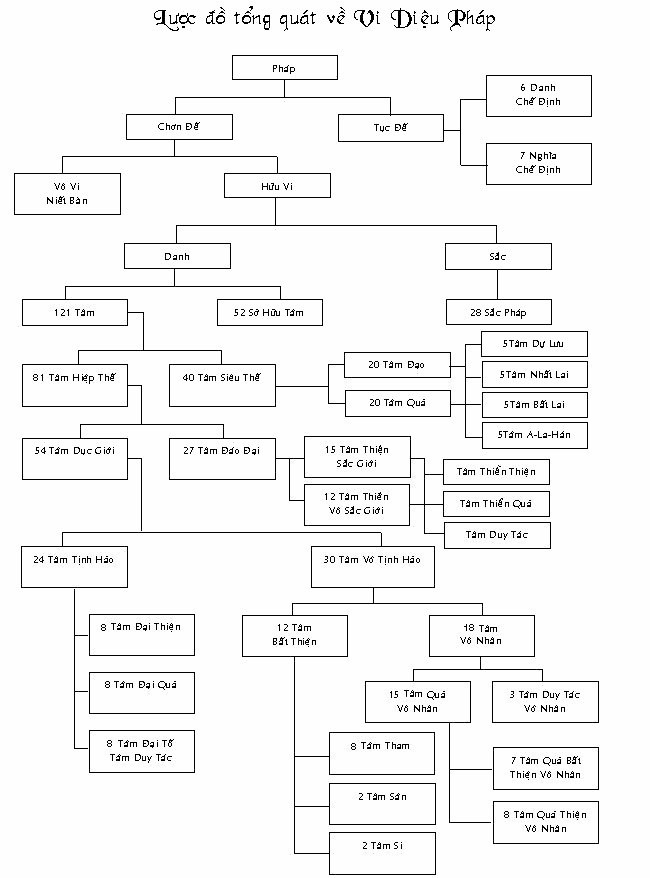 Lược đồ tổng quát về Vi Diệu Pháp
Pháp
6 Danh
Chế Định
Chơn Đế
Tục Đế
7 Nghĩa
Chế Định
Vô Vi
Niết Bàn
Hữu Vi
Danh
Sắc
121 Tâm
52 Sở Hữu Tâm
28 Sắc Pháp
81 Tâm Hiệp Thế
40 Tâm Siêu Thế
20 Tâm Đạo
20 Tâm Quả
5Tâm Dự Lưu
5Tâm Nhất Lai
5Tâm Bất Lai
5Tâm A-La-Hán
54 Tâm Dục Giới
27 Tâm Đáo Đại
15 Tâm Thiện
Sắc Giới
12 Tâm Thiền
Vô Sắc Giới
Tâm Thiền Thiện
Tâm Thiền Quả
Tâm Duy Tác
24 Tâm Tịnh Hảo
30 Tâm Vô Tịnh Hảo
8 Tâm Đại Thiện
8 Tâm Đại Quả
8 Tâm Đại Tố
Tâm Duy Tác
12 Tâm
Bất Thiện
18 Tâm
Vô Nhân
15 Tâm Quả
Vô Nhân
3 Tâm Duy Tác
Vô Nhân
8 Tâm Tham
2 Tâm Sân
2 Tâm Si
7 Tâm Quả Bất
Thiện Vô Nhân
8 Tâm Quả Thiện
Vô Nhân